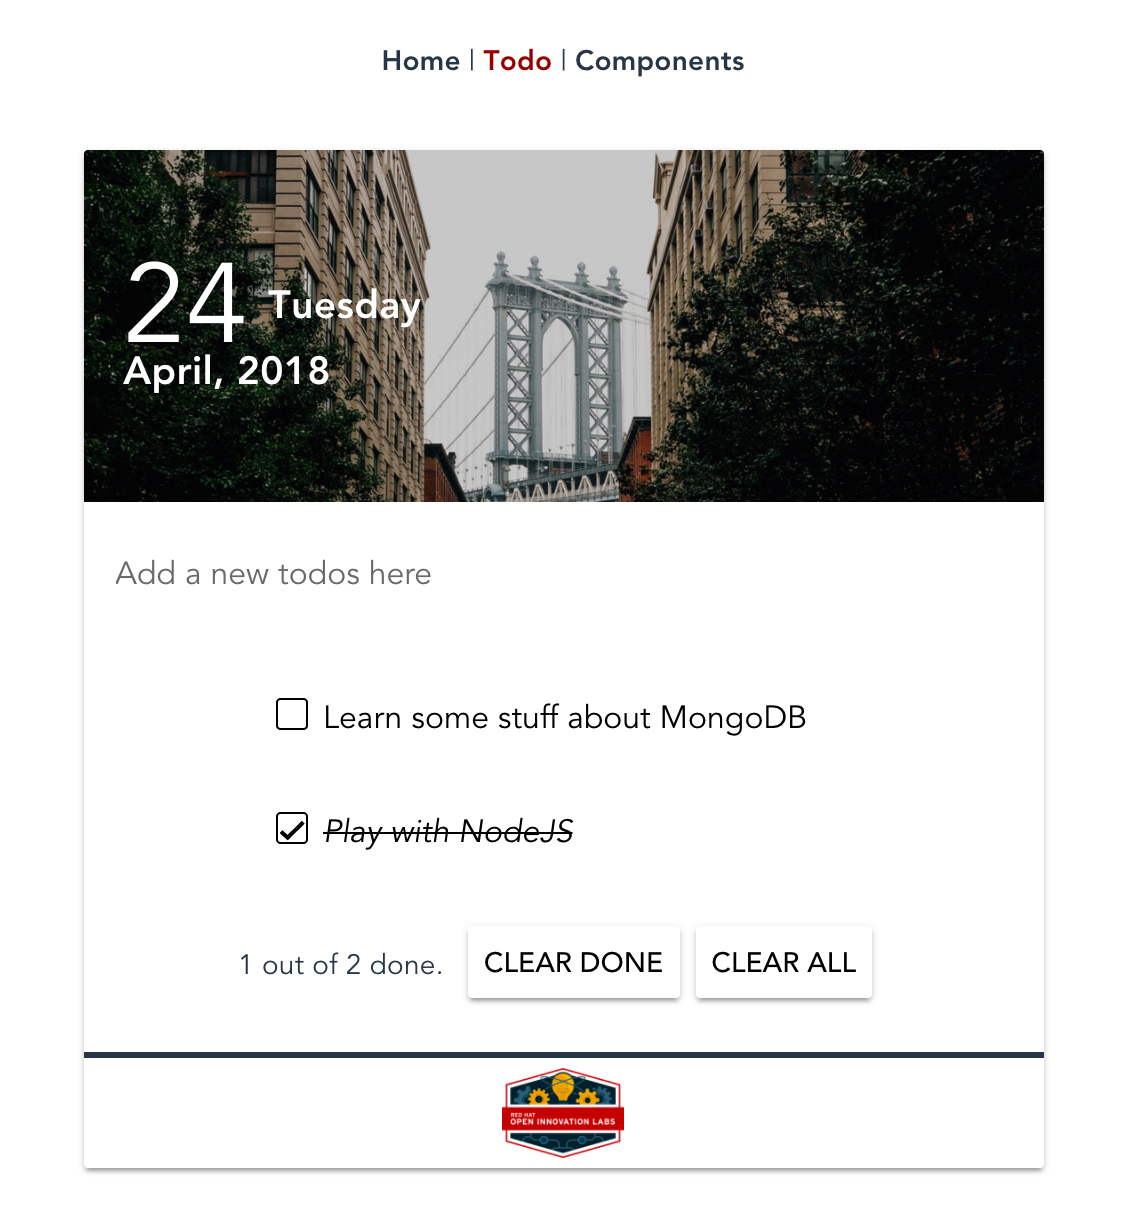 Home | Todo | Components
24 Tuesday
April, 2018
Add a new todos here
Learn some stuff about MongoDB
Play with NodeJS
1 out of 2 done. CLEAR DONE CLEAR ALL
RED HAT
OPEN INNOVATION LABS